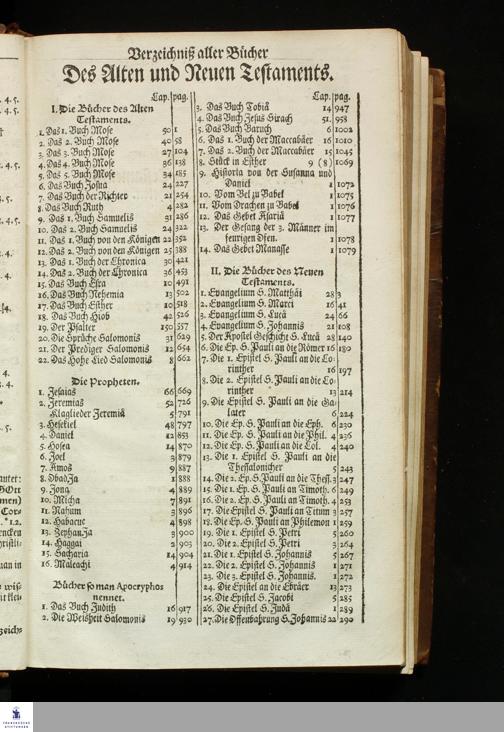 Verzeichniß aller Bücher
Des Alten und Neuen Testaments.
Cap. pag.
I. Die Bücher des Alten
Testaments.
1. Das 1. Buch Mose 50 1
2. Das 2. Buch Mose 40 58
3. Das 3. Buch Mose 27 104
4. Das 4. Buch Mose 36 138
5. Das 5. Buch Mose 34 185
6. Das Buch Josua 24 227
7. Das Buch der Richter 21 254
8. Das Buch Ruth 4 282
9. Das 1. Buch Samuelis 31 286
10. Das 2. Buch Samuelis 24 322
11. Das 1. Buch von den Königen 22 352
12. Das 2. Buch von den Königen 25 388
13. Das 1. Buch der Chronica 30 421
14. Das 2. Buch der Chronica 36 453
15. Das Buch Esra 10 491
16. Das Buch Nehemia 13 502
17. Das Buch Esther 10 518
18. Das Buch Hiob 42 526
19. Der Psalter 150 557
20. Die Sprüche Salomonis 31 629
21. Der Prediger Salomonis 12 654
22. Das Hohe Lied Salomonis 8 662
Die Propheten.
1. Jesaias 66 669
2. Jeremias 52 726
Klaglieder Jeremiä 5 791
3. Hesekiel 48 797
4. Daniel 12 853
5. Hosea 14 870
6. Joel 3 879
7. Amos 9 887
8. Obadja 1 888
9. Jona 4 889
10. Micha 7 891
11. Nahum 3 896
12. Habacuc 4 898
13. Zephanja 3 900
14. Haggai 2 903
15. Sacharia 14 904
16. Maleachi 4 914
Bücher so man Apocryphos
nennet.
1. Das Buch Judith 16 917
2. Die Weisheit Salomonis 19 930
Cap. pag.
3. Das Buch Tobiä 14 947
4. Das Buch Jesus Sirach 51 958
5. Das Buch Baruch 6 1002
6. Das 1. Buch der Maccabäer 16 1010
7. Das 2. Buch der Maccabäer 15 1045
8. Stück in Esther 9 (8) 1069
9. Historia von der Susanna und
Daniel 1 1072
10. Vom Bel zu Babel 1 1075
11. Vom Drachen zu Babel 1 1076
12. Das Gebet Asariä 1 1077
13. Der Gesang der 3. Männer im
feurigen Ofen. 1 1078
14. Das Gebet Manasse 1 1079
II. Die Bücher des Neuen
Testaments.
1. Evangelium S. Matthäi 28 3
2. Evangelium S. Marci 16 41
3. Evangelium S. Lucä 24 66
4. Evangelium S. Johannis 21 108
5. Der Apostel Geschicht S. Lucä 28 140
6. Die Ep. S. Pauli an die Römer 16 180
7. Die 1. Epistel S. Pauli an die Co-
rinther 16 197
8. Die 2. Epistel S. Pauli an die Co-
rinther 13 214
9. Die Epistel S. Pauli an die Ga-
later 6 224
10. Die Ep. S. Pauli an die Eph. 6 230
11. Die Ep. S. Pauli an die Phil. 4 236
12. Die Ep. S. Pauli an die Col. 4 240
13. Die 1. Epistel S. Pauli an die
Thessalonicher 5 243
14. Die 2. Ep. S. Pauli an die Thess. 3 247
15. Die 1. Ep. S. Pauli an Timoth. 6 249
16. Die 2. Ep. S. Pauli an Timoth. 4 253
17. Die Epistel S. Pauli an Titum 3 257
18. Die Ep. S. Pauli an Philemon 1 259
19. Die 1. Epistel S. Petri 5 260
20. Die 2. Epistel S. Petri 3 264
21. Die 1. Epistel S. Johannis 5 267
22. Die 2. Epistel S. Johannis 1 271
23. Die 3. Epistel S. Johannis. 1 272
24. Die Epistel an die Ebräer 13 273
25. Die Epistel S. Jacobi 5 285
26. Die Epistel S. Judä 1 289
27. Die Offenbahrung S. Johannis 22 290